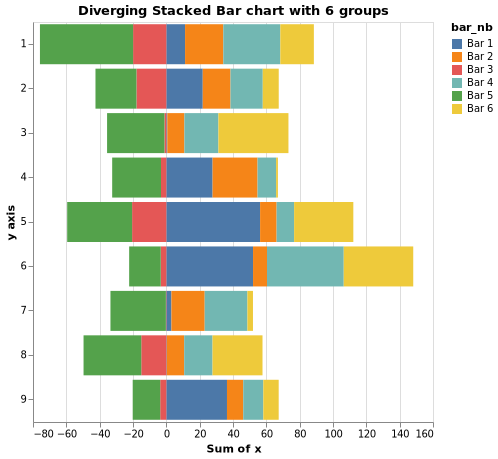 Diverging Stacked Bar chart with 6 groups
bar_nb
Bar 1
Bar 2
Bar 3
Bar 4
Bar 5
Bar 6
y axis
1
2
3
4
5
6
7
8
9
−80 −60 −40 −20 0 20 40 60 80 100 120 140 160
Sum of x